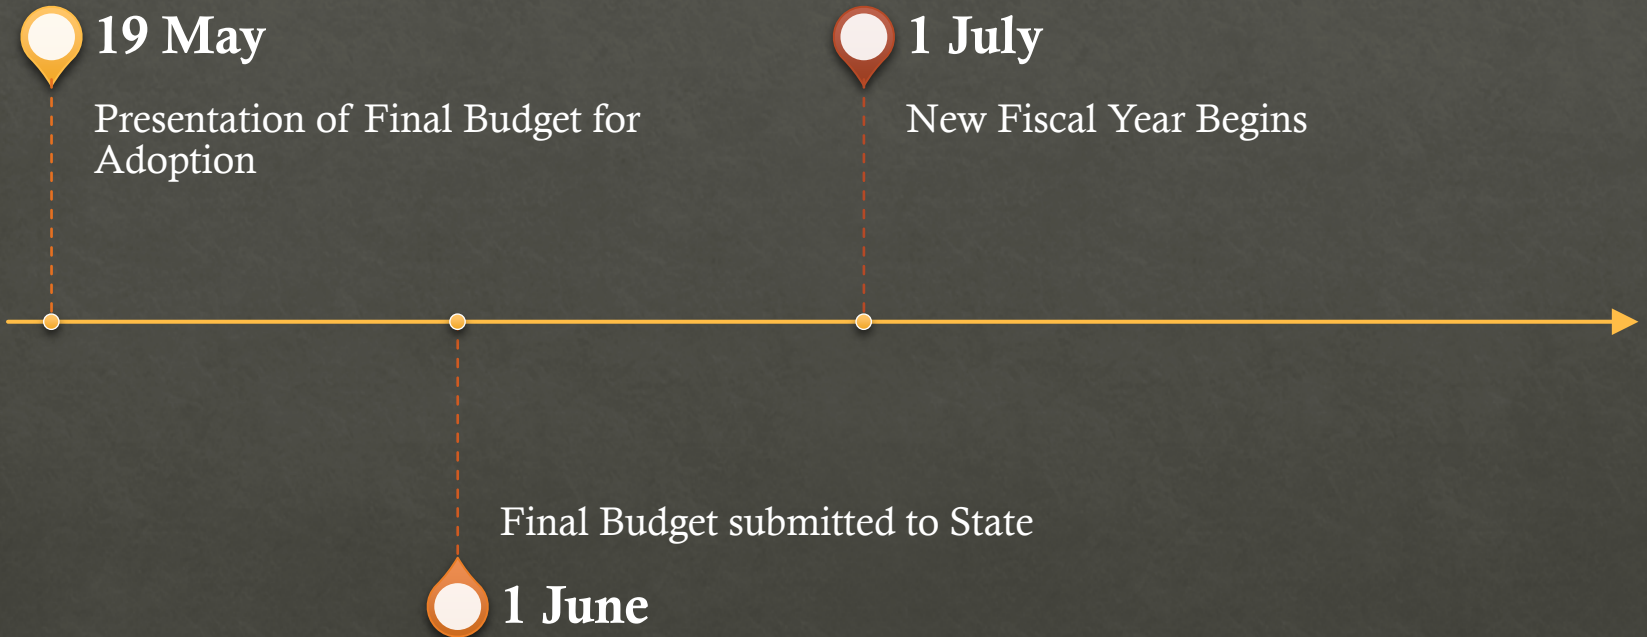 19 May
Presentation of Final Budget for
Adoption
1 July
New Fiscal Year Begins
Final Budget submitted to State
1 June